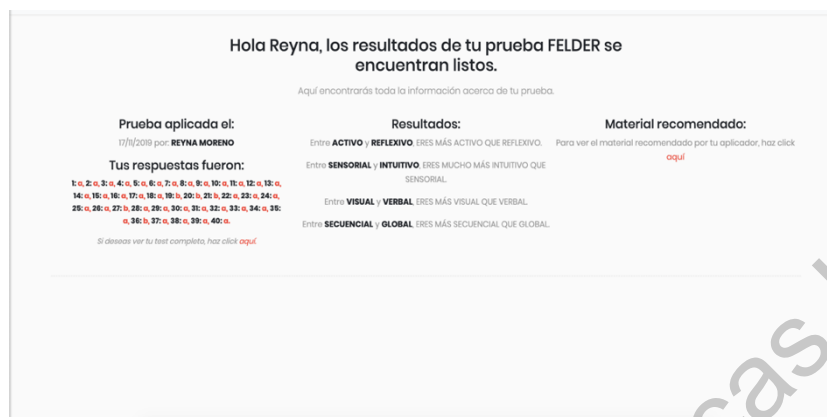 Hola Reyna, los resultados de tu prueba FELDER se
encuentran listos.
Aquí encontrarás toda la información acerca de tu prueba.
Prueba aplicada el:
17/11/2019 por: REYNA MORENO
Tus respuestas fueron:
1: a, 2: a, 3: a, 4: a, 5: a, 6: a, 7: a, 8: a, 9: a, 10: a, 11: a, 12: a, 13: a,
14: a, 15: a, 16: a, 17: a, 18: a, 19: b, 20: b, 21: b, 22: a, 23: a, 24: a,
25: a, 26: a, 27: b, 28: a, 29: a, 30: a, 31: a, 32: a, 33: a, 34: a, 35:
a, 36: b, 37: a, 38: a, 39: a, 40: a.
Si deseas ver tu test completo, haz click aquí.
Resultados:
Entre ACTIVO y REFLEXIVO, ERES MÁS ACTIVO QUE REFLEXIVO.
Entre SENSORIAL y INTUITIVO, ERES MUCHO MÁS INTUITIVO QUE
SENSORIAL.
Entre VISUAL y VERBAL, ERES MÁS VISUAL QUE VERBAL.
Entre SECUENCIAL y GLOBAL, ERES MÁS SECUENCIAL QUE GLOBAL.
Material recomendado:
Para ver el material recomendado por tu aplicador, haz click
aquí
cas